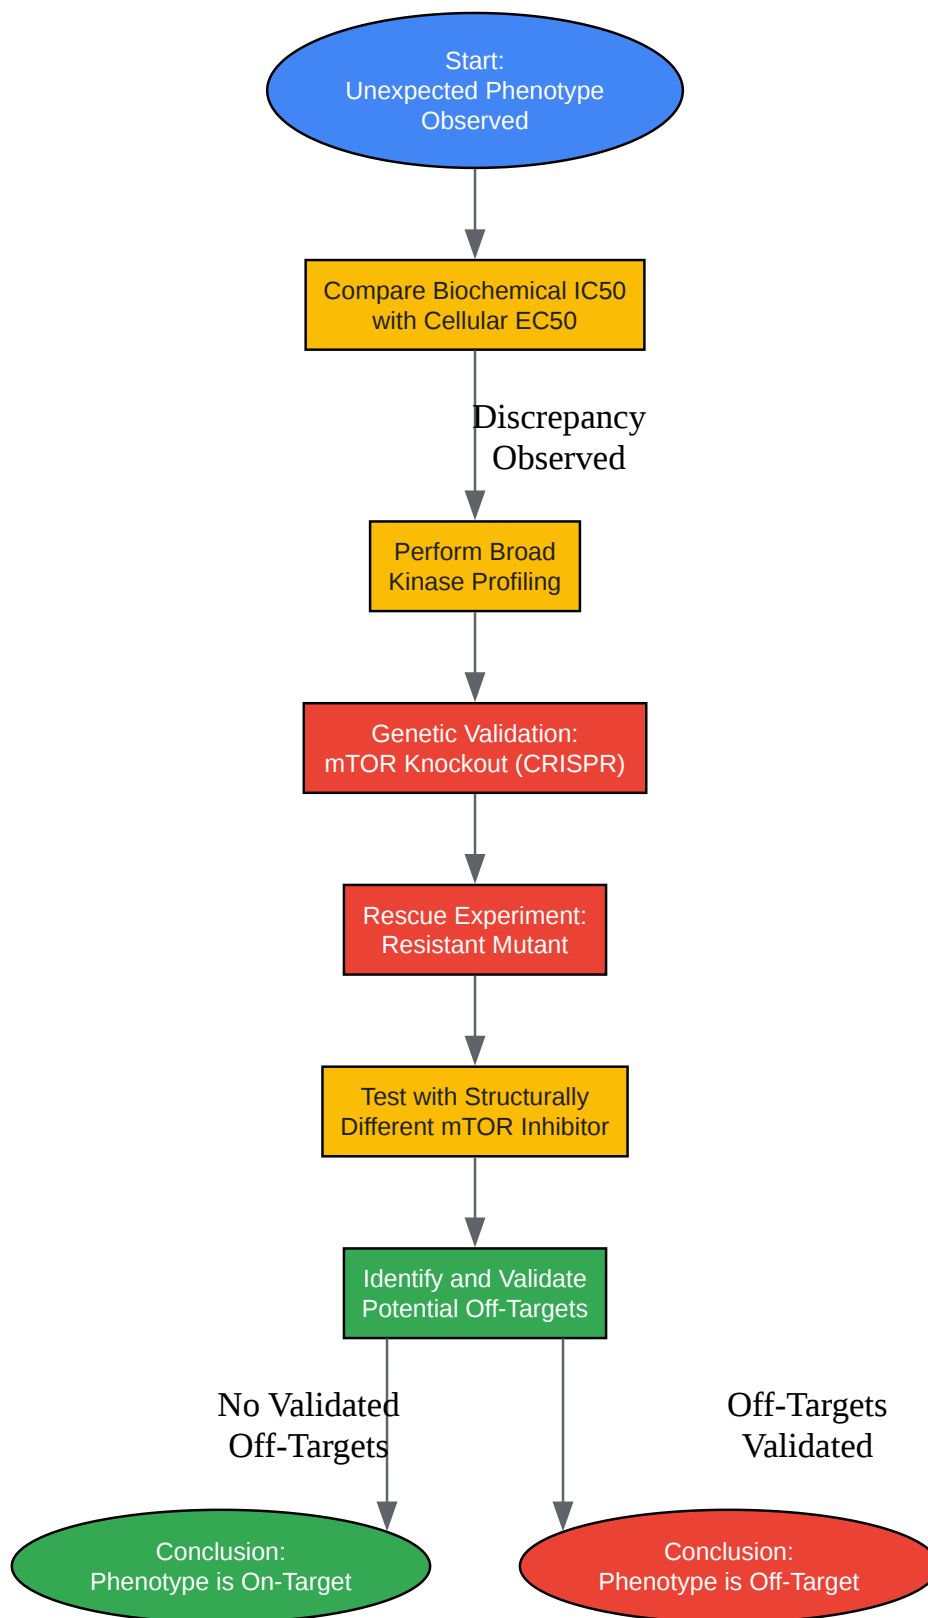 Start:
Unexpected Phenotype
Observed
Compare Biochemical IC50
with Cellular EC50
Discrepancy
Observed
Perform Broad
Kinase Profiling
Genetic Validation:
mTOR Knockout (CRISPR)
Rescue Experiment:
Resistant Mutant
Test with Structurally
Different mTOR Inhibitor
Identify and Validate
Potential Off-Targets
No Validated
Off-Targets
Off-Targets
Validated
Conclusion:
Phenotype is On-Target
Conclusion:
Phenotype is Off-Target